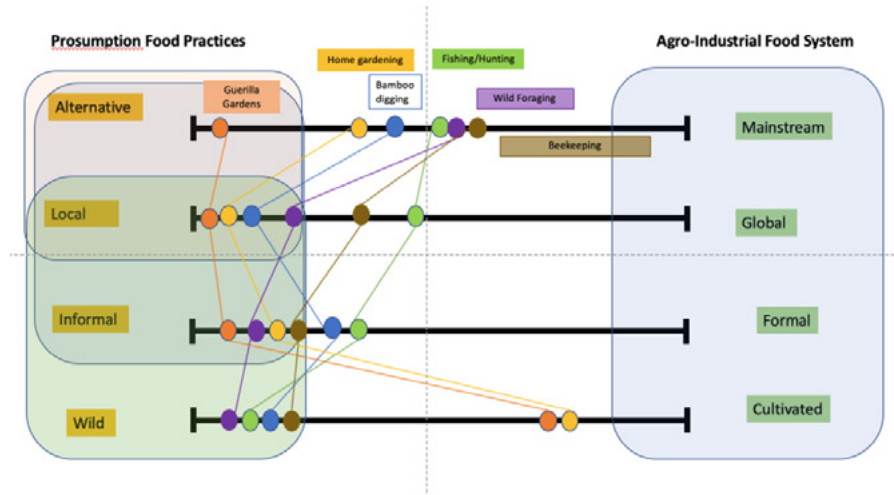 Prosumption Food Practices
Agro-Industrial Food System
Home gardening
Fishing/Hunting
Alternative
Guerilla
Gardens
Bamboo
digging
Wild Foraging
Mainstream
Beekeeping
Local
Global
Informal
Formal
Wild
Cultivated